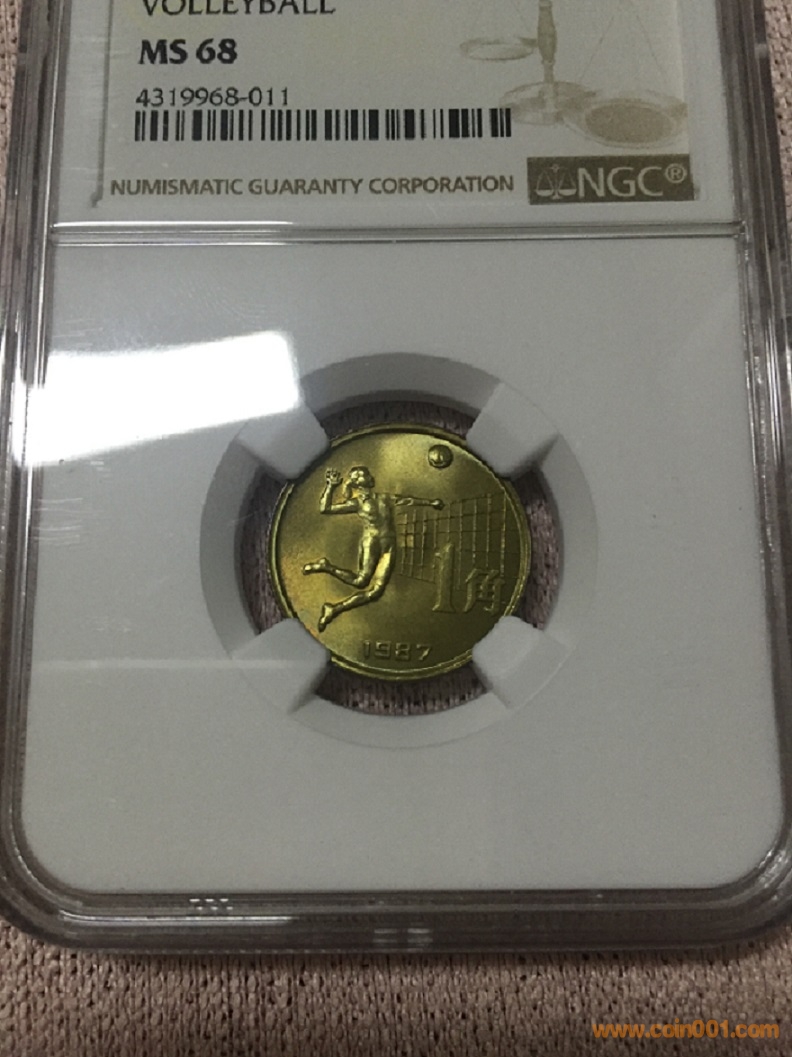 VOLLEYBALL
MS 68
4319968-011
NUMISMATIC GUARANTY CORPORATION NGC®
1角
1987
www.coin001.com